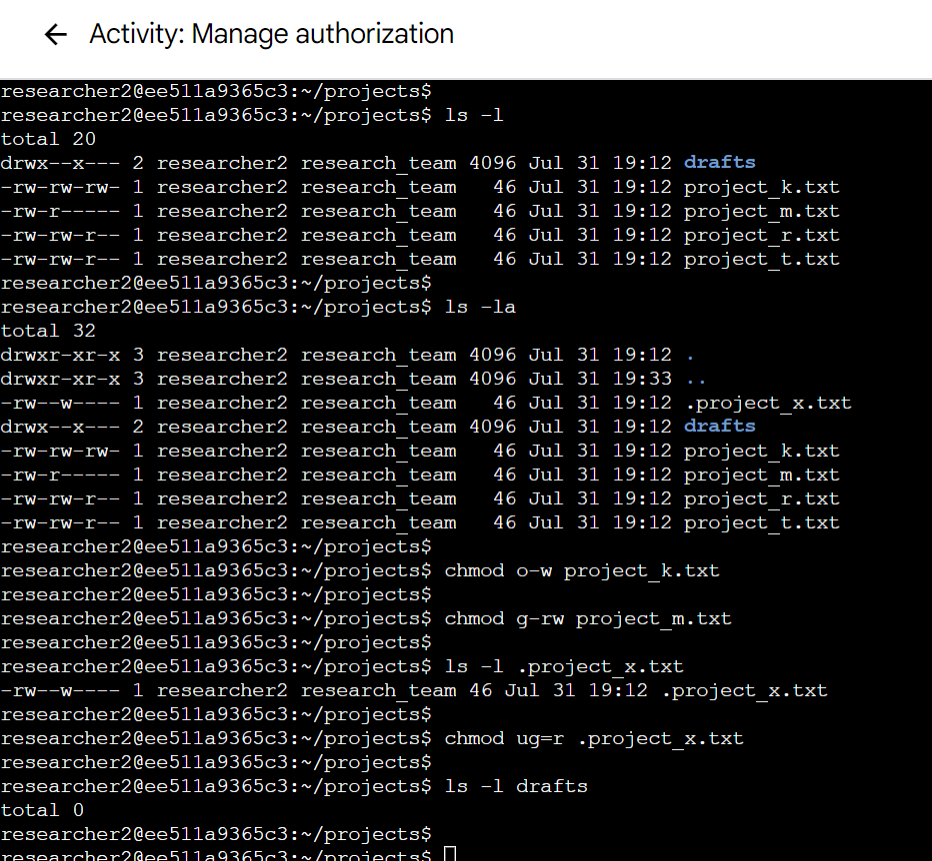 Activity: Manage authorization
researcher2@ee511a9365c3:~/projects$
researcher2@ee511a9365c3:~/projects$ ls -l
total 20
drwx--x--- 2 researcher2 research_team 4096 Jul 31 19:12 drafts
-rw-rw-rw- 1 researcher2 research_team   46 Jul 31 19:12 project_k.txt
-rw-r----- 1 researcher2 research_team   46 Jul 31 19:12 project_m.txt
-rw-rw-r-- 1 researcher2 research_team   46 Jul 31 19:12 project_r.txt
-rw-rw-r-- 1 researcher2 research_team   46 Jul 31 19:12 project_t.txt
researcher2@ee511a9365c3:~/projects$
researcher2@ee511a9365c3:~/projects$ ls -la
total 32
drwxr-xr-x 3 researcher2 research_team 4096 Jul 31 19:12 .
drwxr-xr-x 3 researcher2 research_team 4096 Jul 31 19:33 ..
-rw--w---- 1 researcher2 research_team   46 Jul 31 19:12 .project_x.txt
drwx--x--- 2 researcher2 research_team 4096 Jul 31 19:12 drafts
-rw-rw-rw- 1 researcher2 research_team   46 Jul 31 19:12 project_k.txt
-rw-r----- 1 researcher2 research_team   46 Jul 31 19:12 project_m.txt
-rw-rw-r-- 1 researcher2 research_team   46 Jul 31 19:12 project_r.txt
-rw-rw-r-- 1 researcher2 research_team   46 Jul 31 19:12 project_t.txt
researcher2@ee511a9365c3:~/projects$
researcher2@ee511a9365c3:~/projects$ chmod o-w project_k.txt
researcher2@ee511a9365c3:~/projects$
researcher2@ee511a9365c3:~/projects$ chmod g-rw project_m.txt
researcher2@ee511a9365c3:~/projects$
researcher2@ee511a9365c3:~/projects$ ls -l .project_x.txt
-rw--w---- 1 researcher2 research_team 46 Jul 31 19:12 .project_x.txt
researcher2@ee511a9365c3:~/projects$
researcher2@ee511a9365c3:~/projects$ chmod ug=r .project_x.txt
researcher2@ee511a9365c3:~/projects$
researcher2@ee511a9365c3:~/projects$ ls -l drafts
total 0
researcher2@ee511a9365c3:~/projects$
researcher2@ee511a9365c3:~/projects$